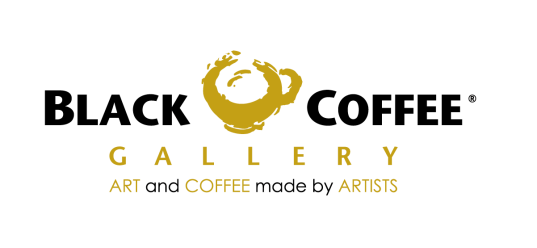 BLACK COFFEE®
GALLERY
ART and COFFEE made by ARTISTS